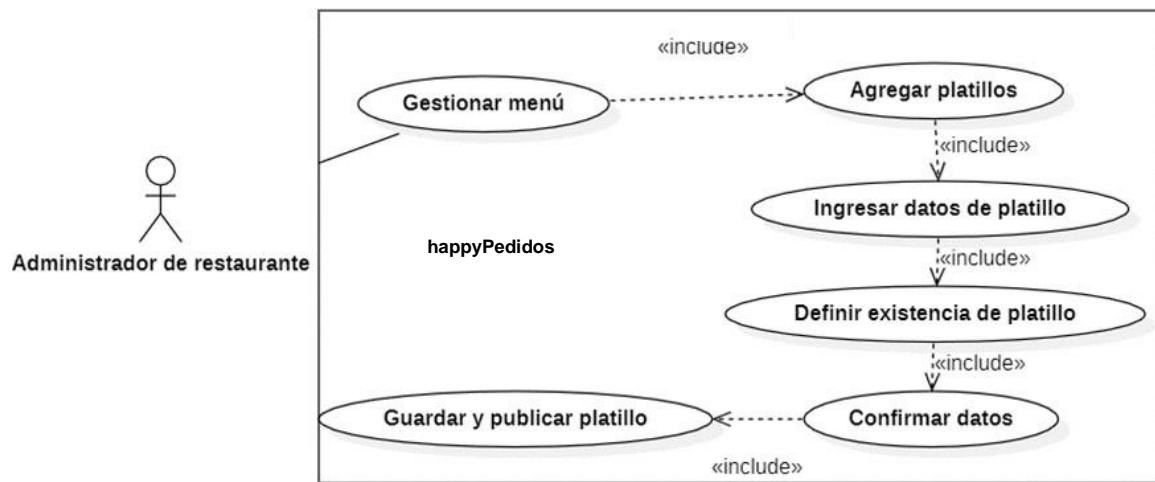 «include»
Gestionar menú
Agregar platillos
«include»
Ingresar datos de platillo
happyPedidos
«include»
Administrador de restaurante
Definir existencia de platillo
«include»
Guardar y publicar platillo
Confirmar datos
«include»